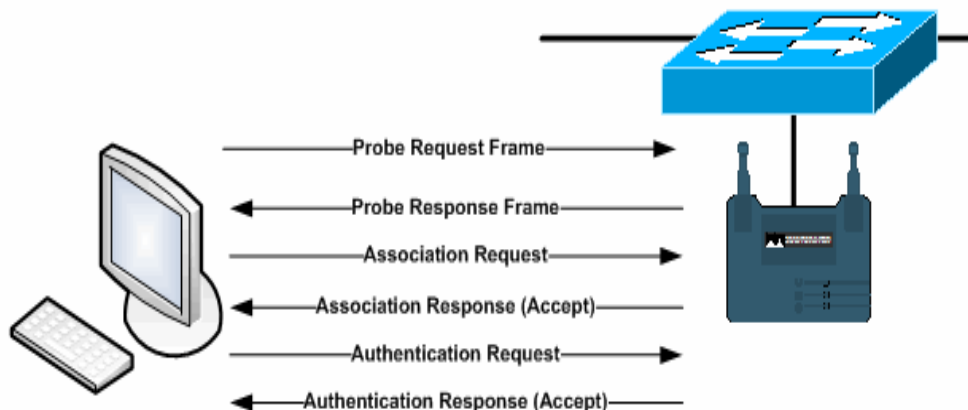 Probe Request Frame
Probe Response Frame
Association Request
Association Response (Accept)
Authentication Request
Authentication Response (Accept)